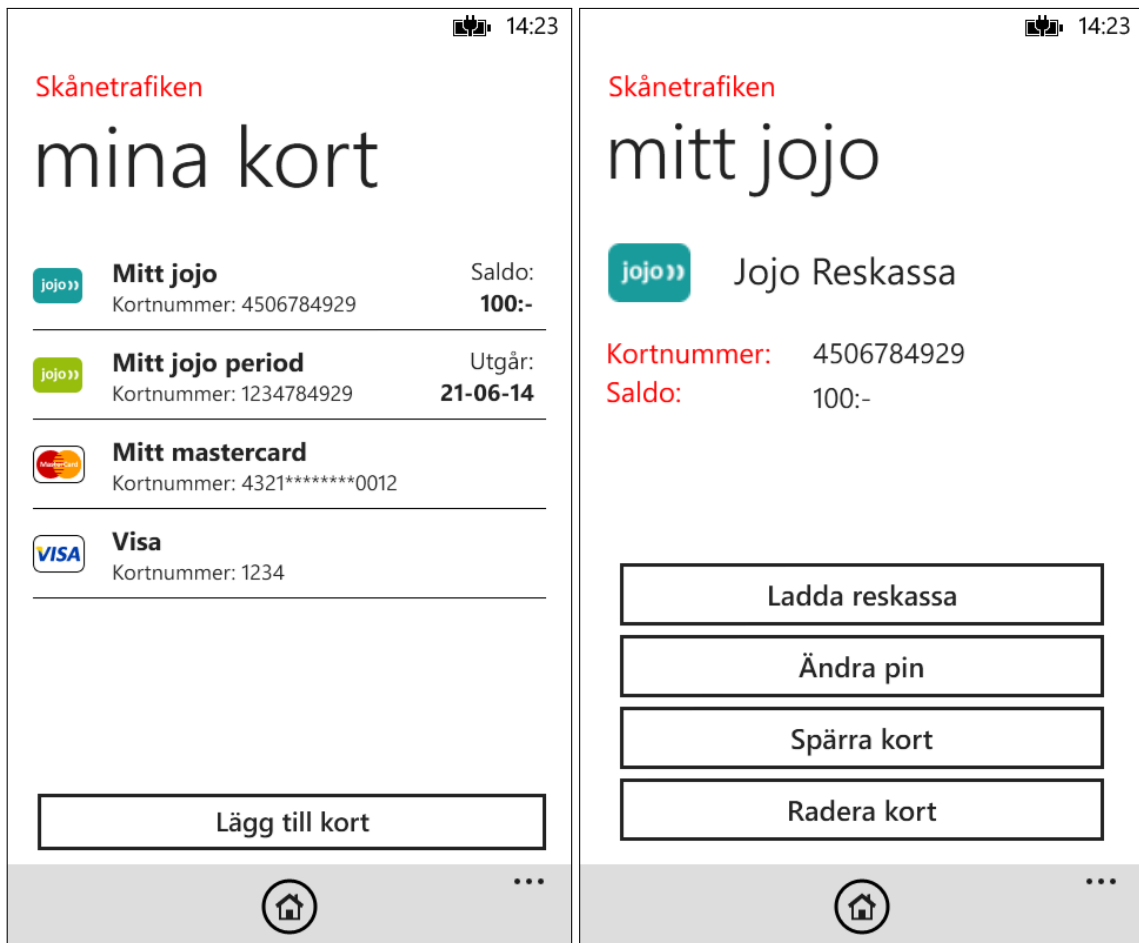 14:23
Skånetrafiken
mina kort
jojo
Mitt jojo
Saldo:
Kortnummer: 4506784929
100:-
jojo
Mitt jojo period
Utgår:
Kortnummer: 1234784929
21-06-14
MasterCard
Mitt mastercard
Kortnummer: 4321********0012
VISA
Visa
Kortnummer: 1234
Lägg till kort
...
14:23
Skånetrafiken
mitt jojo
jojo
Jojo Reskassa
Kortnummer: 4506784929
Saldo: 100:-
Ladda reskassa
Ändra pin
Spärra kort
Radera kort
...